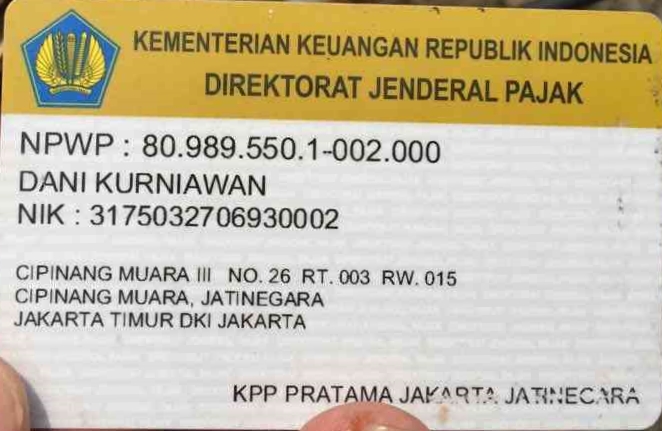 KEMENTERIAN KEUANGAN REPUBLIK INDONESIA
DIREKTORAT JENDERAL PAJAK
NPWP : 80.989.550.1-002.000
DANI KURNIAWAN
NIK : 3175032706930002
CIPINANG MUARA III NO. 26 RT. 003 RW. 015
CIPINANG MUARA, JATINEGARA
JAKARTA TIMUR DKI JAKARTA
KPP PRATAMA JAKARTA JATINEGARA